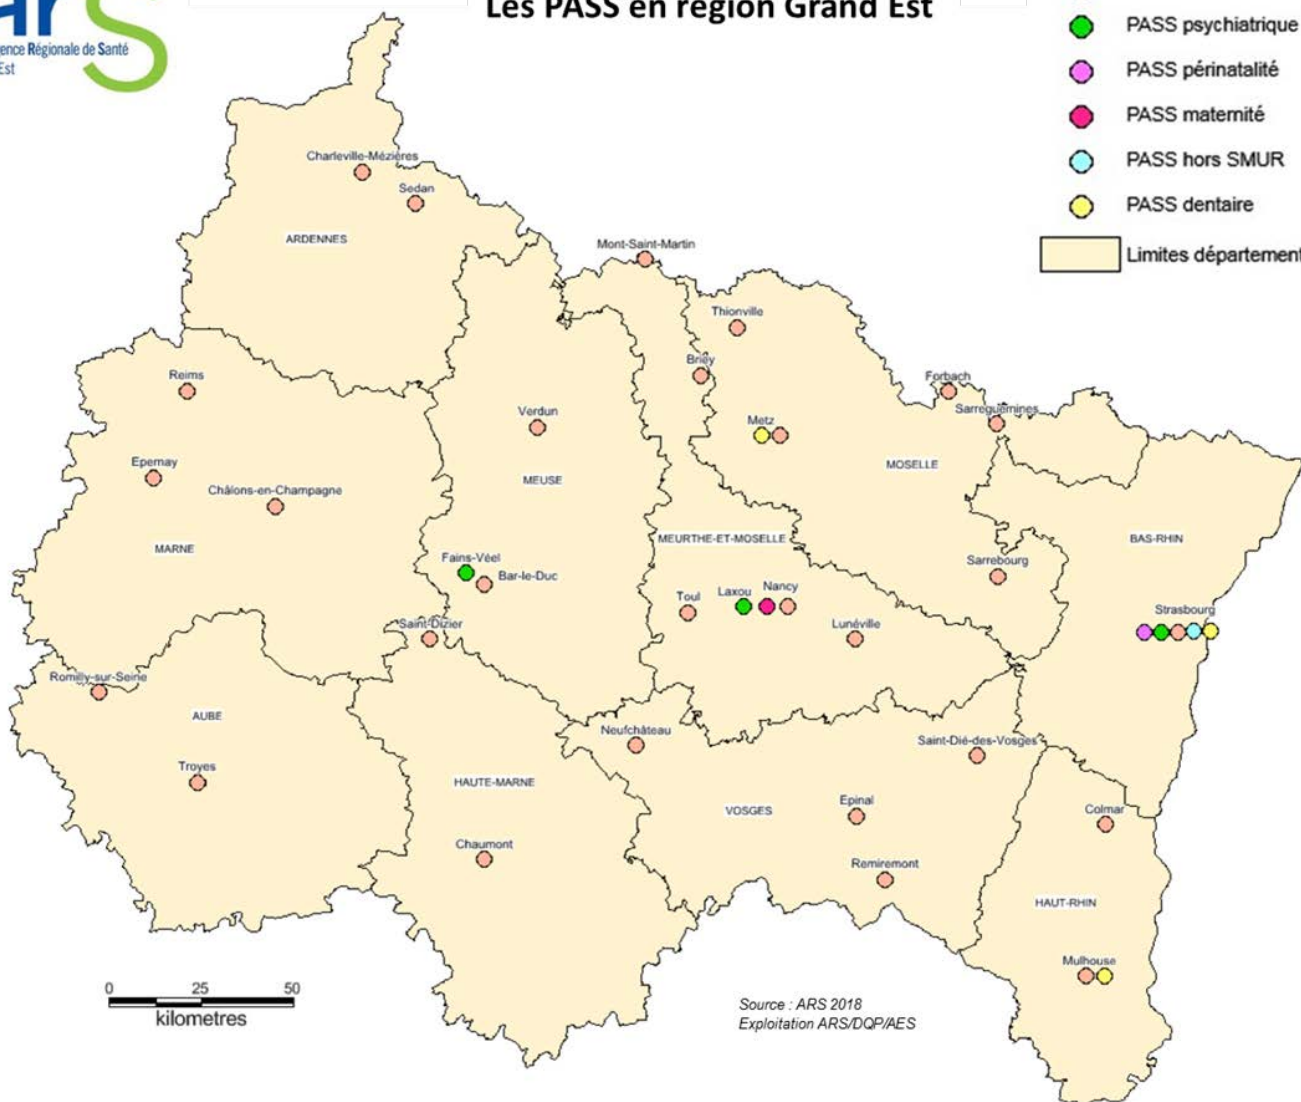 Les PASS en région Grand Est
ars
ence Régionale de Santé
Est
PASS psychiatrique
PASS périnatalité
PASS maternité
PASS hors SMUR
PASS dentaire
Limites département
Charleville-Mézières
Sedan
ARDENNES
Mont-Saint-Martin
Thionville
Briey
Reims
Forbach
Sarreguemines
Verdun
Metz
Epernay
MOSELLE
MEUSE
Châlons-en-Champagne
MARNE
MEURTHE-ET-MOSELLE
BAS-RHIN
Fains-Véel
Bar-le-Duc
Sarrebourg
Toul
Laxou
Nancy
Strasbourg
Saint-Dizier
Lunéville
Romilly-sur-Seine
AUBE
Neufchâteau
Saint-Dié-des-Vosges
Troyes
HAUTE-MARNE
VOSGES
Epinal
Colmar
Chaumont
Remiremont
HAUT-RHIN
Mulhouse
0 25 50
kilometres
Source : ARS 2018
Exploitation ARS/DQP/AES